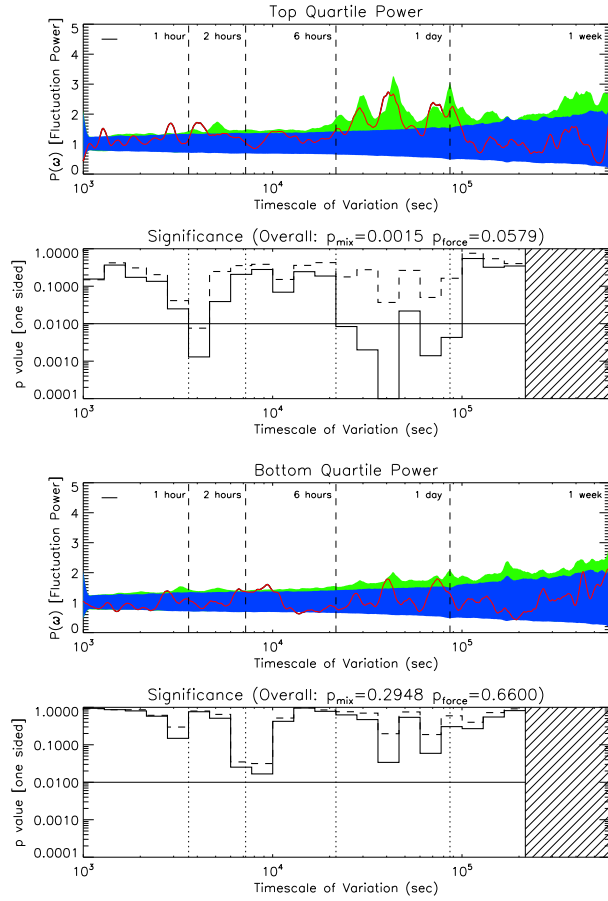 Top Quartile Power
1 hour 2 hours 6 hours 1 day 1 week
P(ω) [Fluctuation Power]
5
4
3
2
1
0
10³ 10⁴ 10⁵
Timescale of Variation (sec)
Significance (Overall: pmix=0.0015 pforce=0.0579)
p value [one sided]
1.0000
0.1000
0.0100
0.0010
0.0001
10³ 10⁴ 10⁵
Timescale of Variation (sec)
Bottom Quartile Power
1 hour 2 hours 6 hours 1 day 1 week
P(ω) [Fluctuation Power]
5
4
3
2
1
0
10³ 10⁴ 10⁵
Timescale of Variation (sec)
Significance (Overall: pmix=0.2948 pforce=0.6600)
p value [one sided]
1.0000
0.1000
0.0100
0.0010
0.0001
10³ 10⁴ 10⁵
Timescale of Variation (sec)